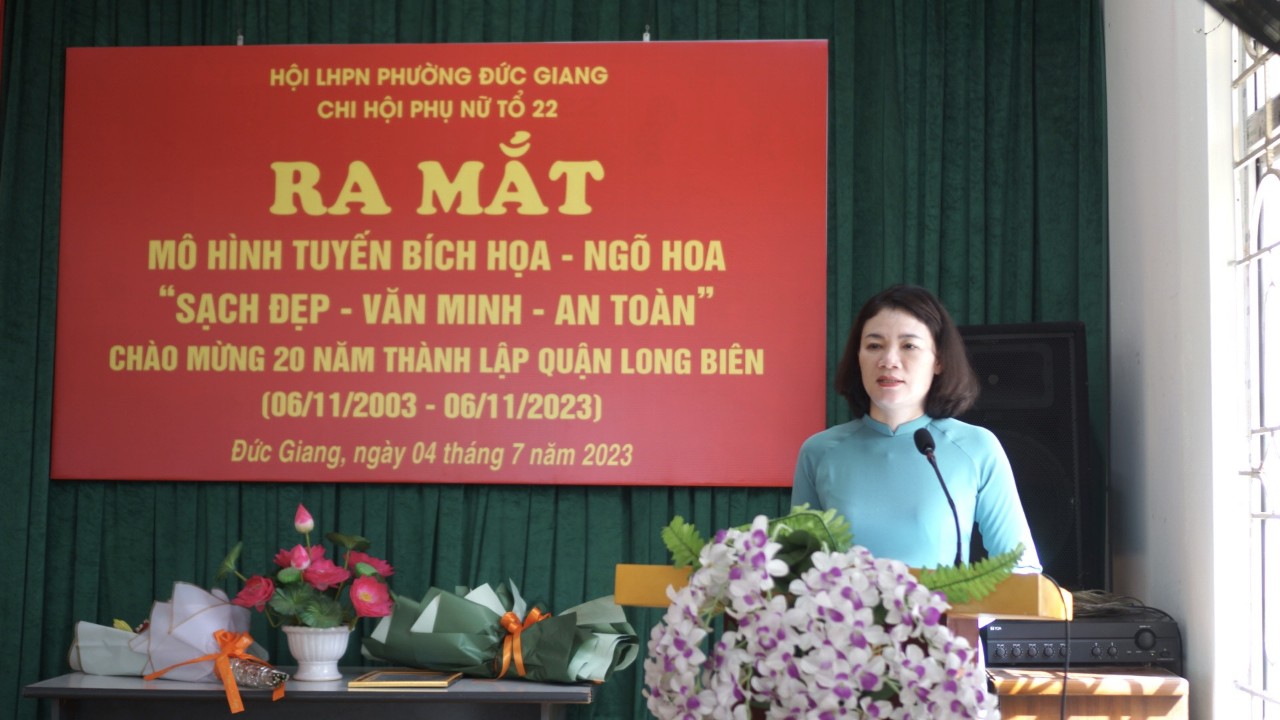 HỘI LHPN PHƯỜNG ĐỨC GIANG
CHI HỘI PHỤ NỮ TỔ 22
RA MẮT
MÔ HÌNH TUYẾN BÍCH HỌA - NGÕ HOA
“SẠCH ĐẸP - VĂN MINH - AN TOÀN”
CHÀO MỪNG 20 NĂM THÀNH LẬP QUẬN LONG BIÊN
(06/11/2003 - 06/11/2023)
Đức Giang, ngày 04 tháng 7 năm 2023
TOA